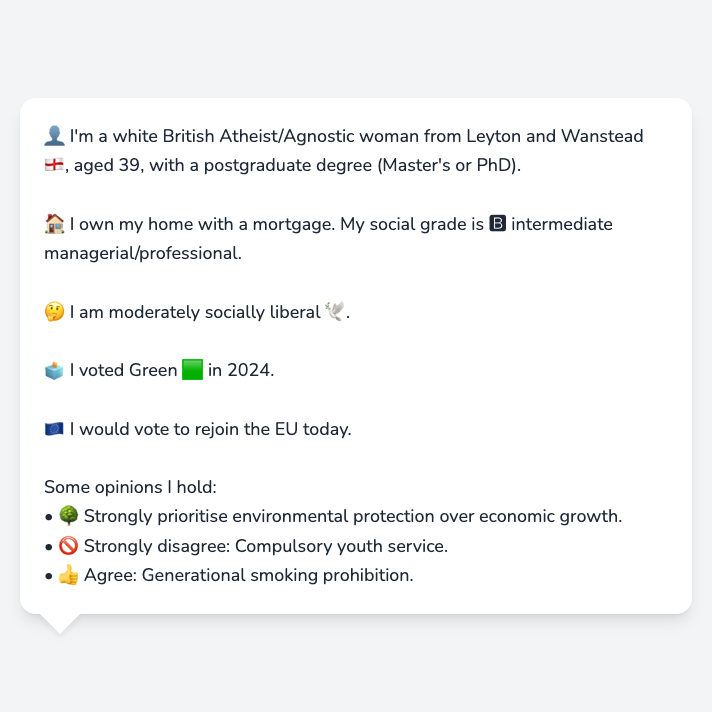 👤 I'm a white British Atheist/Agnostic woman from Leyton and Wanstead
🏴󠁧󠁢󠁥󠁮󠁧󠁿, aged 39, with a postgraduate degree (Master's or PhD).
🏠 I own my home with a mortgage. My social grade is 🅱 intermediate
managerial/professional.
🤔 I am moderately socially liberal 🕊️.
🗳️ I voted Green 🟩 in 2024.
🇪🇺 I would vote to rejoin the EU today.
Some opinions I hold:
• 🌳 Strongly prioritise environmental protection over economic growth.
• 🚫 Strongly disagree: Compulsory youth service.
• 👍 Agree: Generational smoking prohibition.